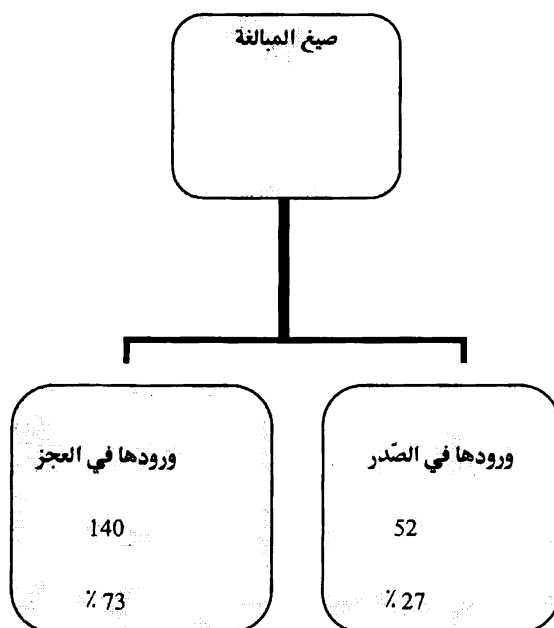 صيغ المبالغة
ورودها في الصّدر
52
٪ 27
ورودها في العجز
140
٪ 73